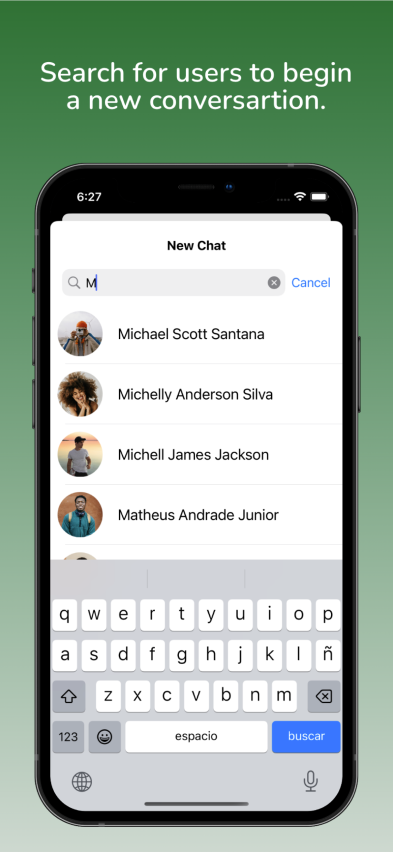 Search for users to begin
a new conversartion.
6:27
New Chat
M
Cancel
Michael Scott Santana
Michelly Anderson Silva
Michell James Jackson
Matheus Andrade Junior
q w e r t y u i o p
a s d f g h j k l ñ
z x c v b n m
123 espacio buscar